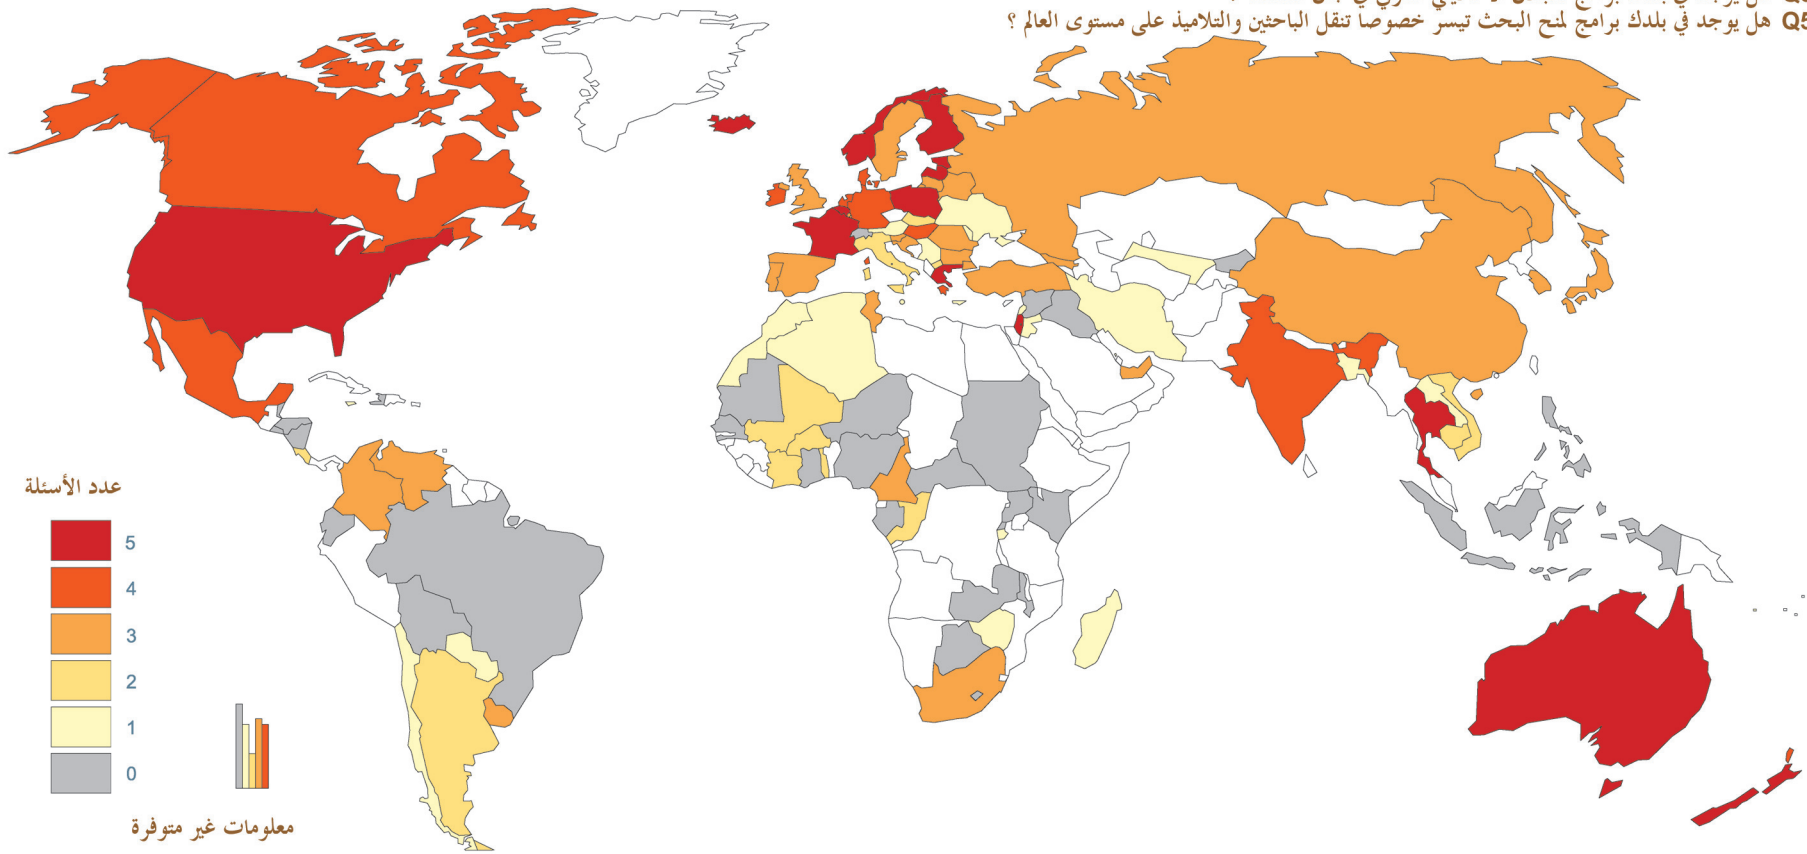 Q5 هل يوجد في بلدك برامج لمنح البحث تيسر خصوصا تنقل الباحثين والتلاميذ على مستوى العالم ؟
عدد الأسئلة
5
4
3
2
1
0
معلومات غير متوفرة